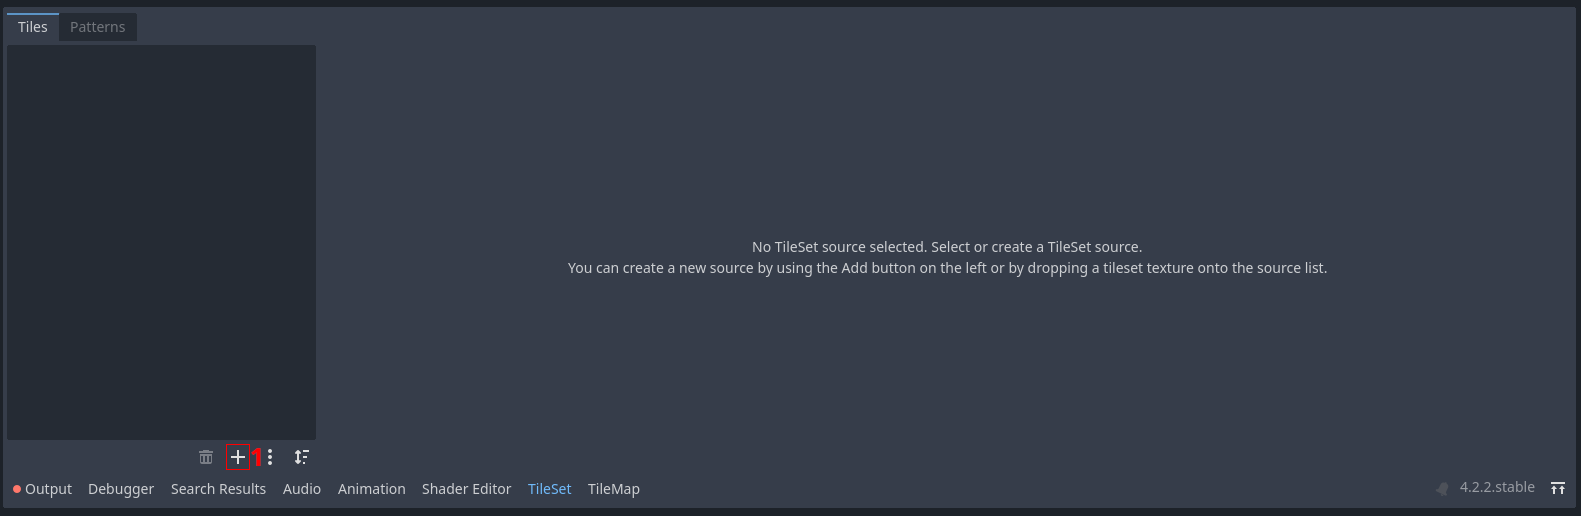 Tiles Patterns
No TileSet source selected. Select or create a TileSet source.
You can create a new source by using the Add button on the left or by dropping a tileset texture onto the source list.
1
Output Debugger Search Results Audio Animation Shader Editor TileSet TileMap 4.2.2.stable